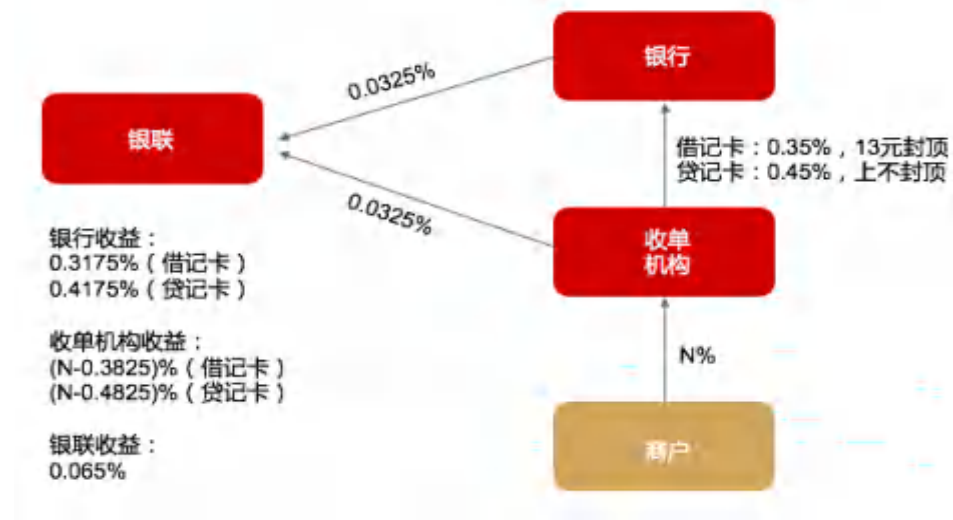 银行
0.0325%
银联
借记卡：0.35%，13元封顶
贷记卡：0.45%，上不封顶
0.0325%
收单
机构
银行收益：
0.3175%（借记卡）
0.4175%（贷记卡）
收单机构收益：
(N-0.3825)%（借记卡）
(N-0.4825)%（贷记卡）
N%
银联收益：
0.065%
商户